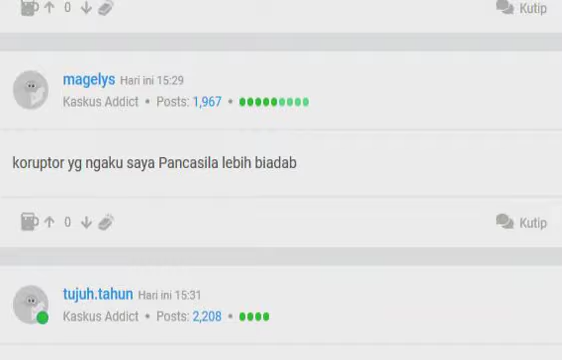 0 Kutip
magelys Hari ini 15:29
Kaskus Addict • Posts: 1,967 •
koruptor yg ngaku saya Pancasila lebih biadab
0 Kutip
tujuh.tahun Hari ini 15:31
Kaskus Addict • Posts: 2,208 •